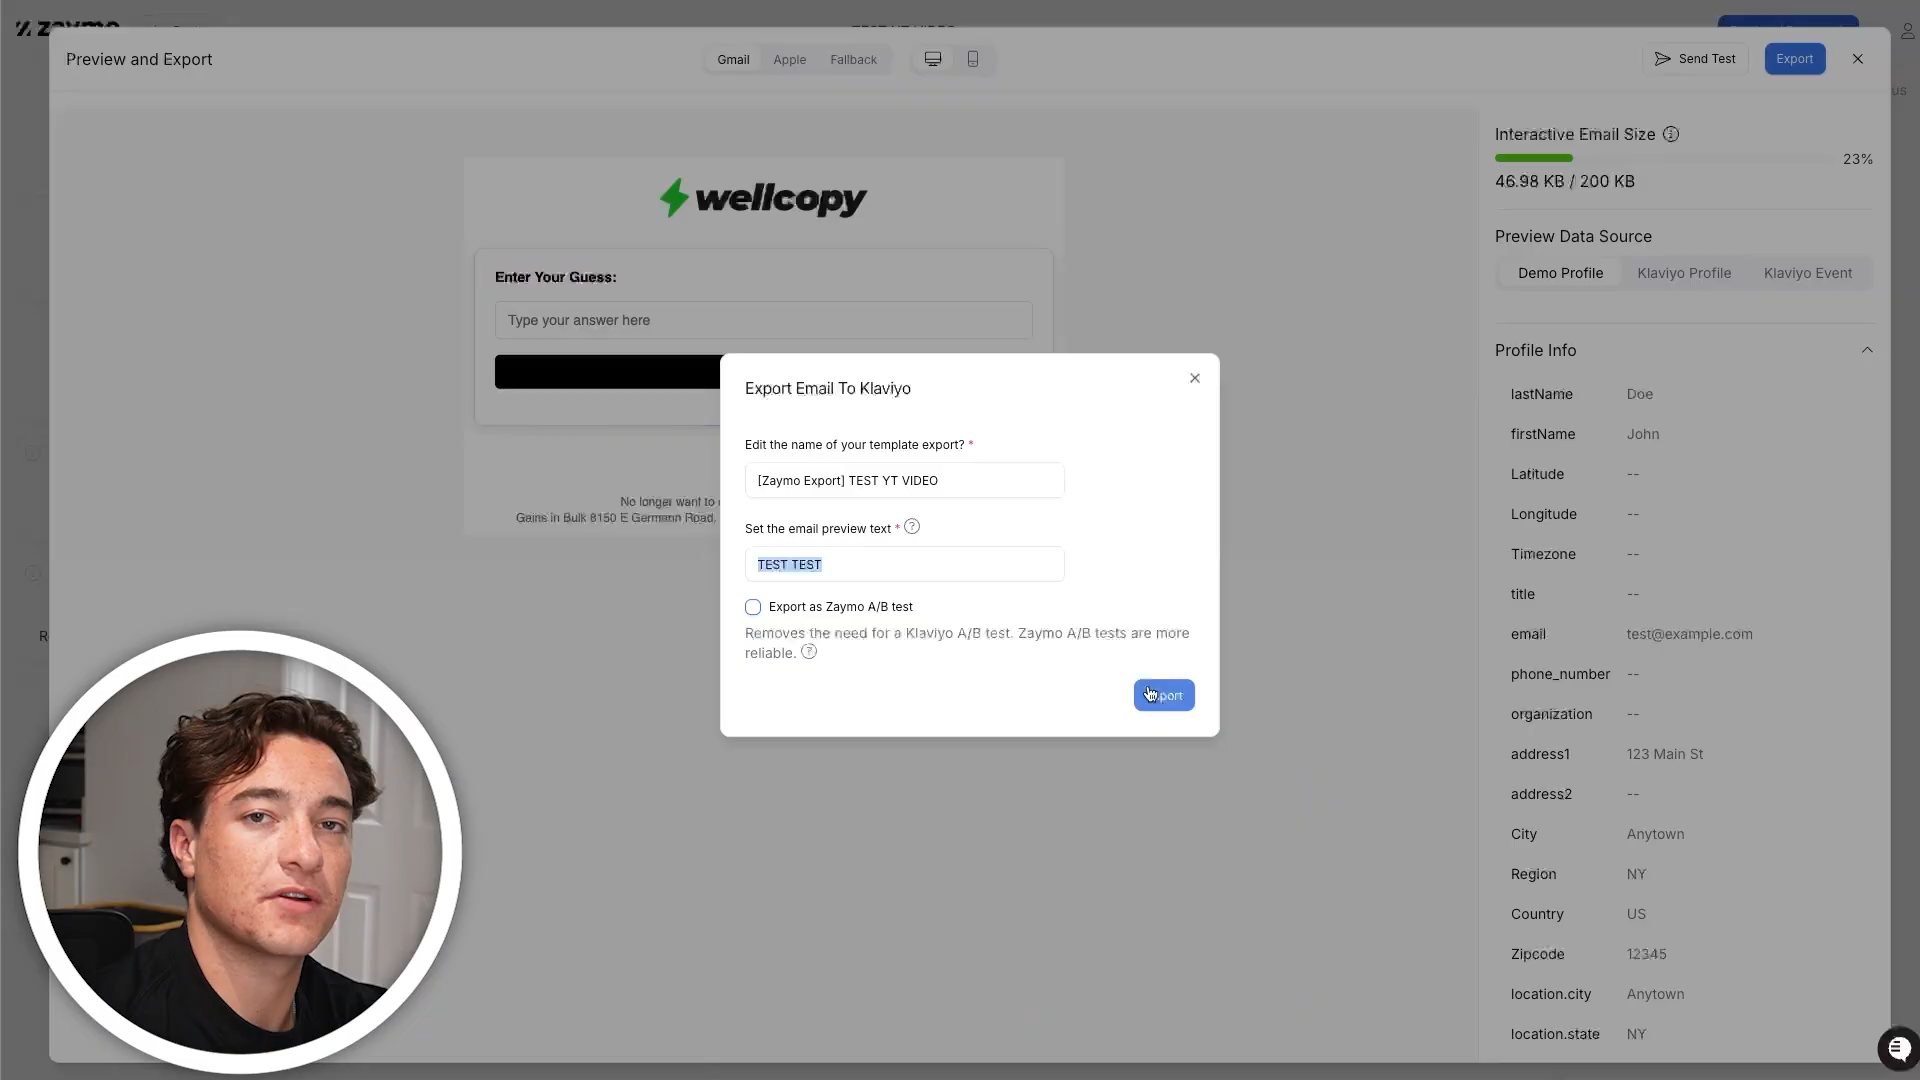 Preview and Export
Gmail
Apple
Fallback
Send Test
Export
us
wellcopy
Enter Your Guess:
Type your answer here
No longer want to
Gains in Bulk 8150 E Germann Road,
Export Email To Klaviyo
Edit the name of your template export? *
[Zaymo Export] TEST YT VIDEO
Set the email preview text *
TEST TEST
Export as Zaymo A/B test
Removes the need for a Klaviyo A/B test. Zaymo A/B tests are more
reliable.
Interactive Email Size
23%
46.98 KB / 200 KB
Preview Data Source
Demo Profile
Klaviyo Profile
Klaviyo Event
Profile Info
lastName Doe
firstName John
Latitude --
Longitude --
Timezone --
title --
email test@example.com
phone_number --
organization --
address1 123 Main St
address2 --
City Anytown
Region NY
Country US
Zipcode 12345
location.city Anytown
location.state NY